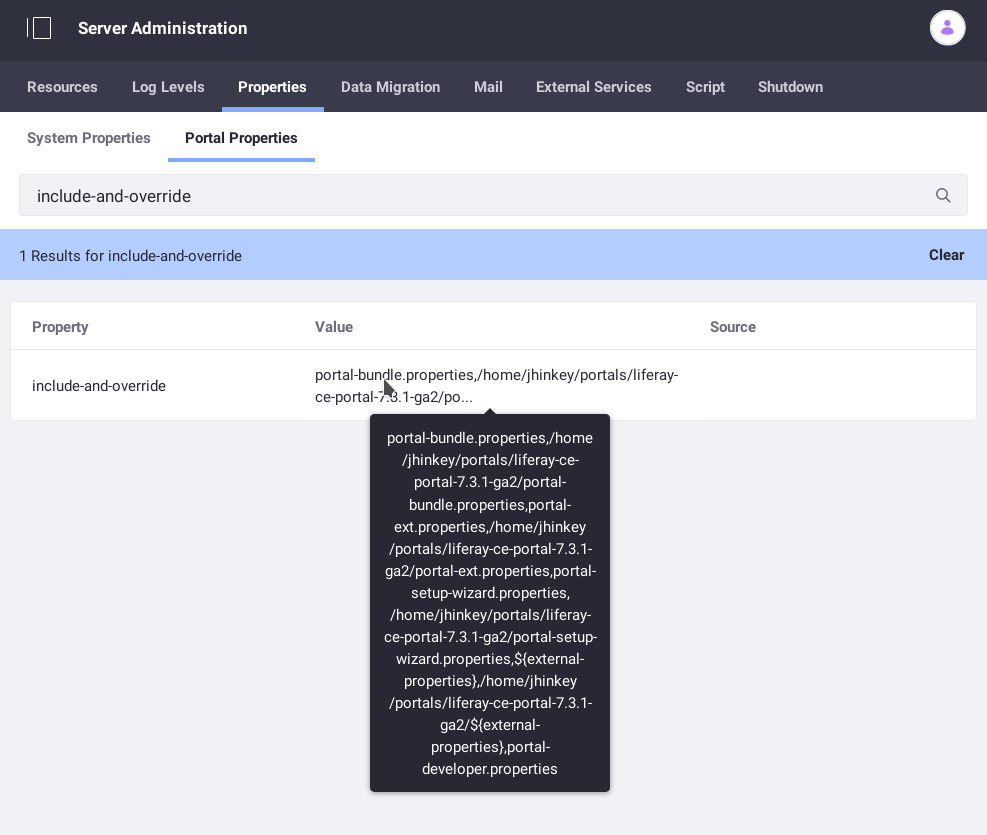 Server Administration
Resources Log Levels Properties Data Migration Mail External Services Script Shutdown
System Properties Portal Properties
include-and-override
1 Results for include-and-override Clear
Property Value Source
include-and-override
portal-bundle.properties,/home/jhinkey/portals/liferay-
ce-portal-7.3.1-ga2/po...
portal-bundle.properties,/home
/jhinkey/portals/liferay-ce-
portal-7.3.1-ga2/portal-
bundle.properties,portal-
ext.properties,/home/jhinkey
/portals/liferay-ce-portal-7.3.1-
ga2/portal-ext.properties,portal-
setup-wizard.properties,
/home/jhinkey/portals/liferay-
ce-portal-7.3.1-ga2/portal-setup-
wizard.properties,${external-
properties},/home/jhinkey
/portals/liferay-ce-portal-7.3.1-
ga2/${external-
properties},portal-
developer.properties